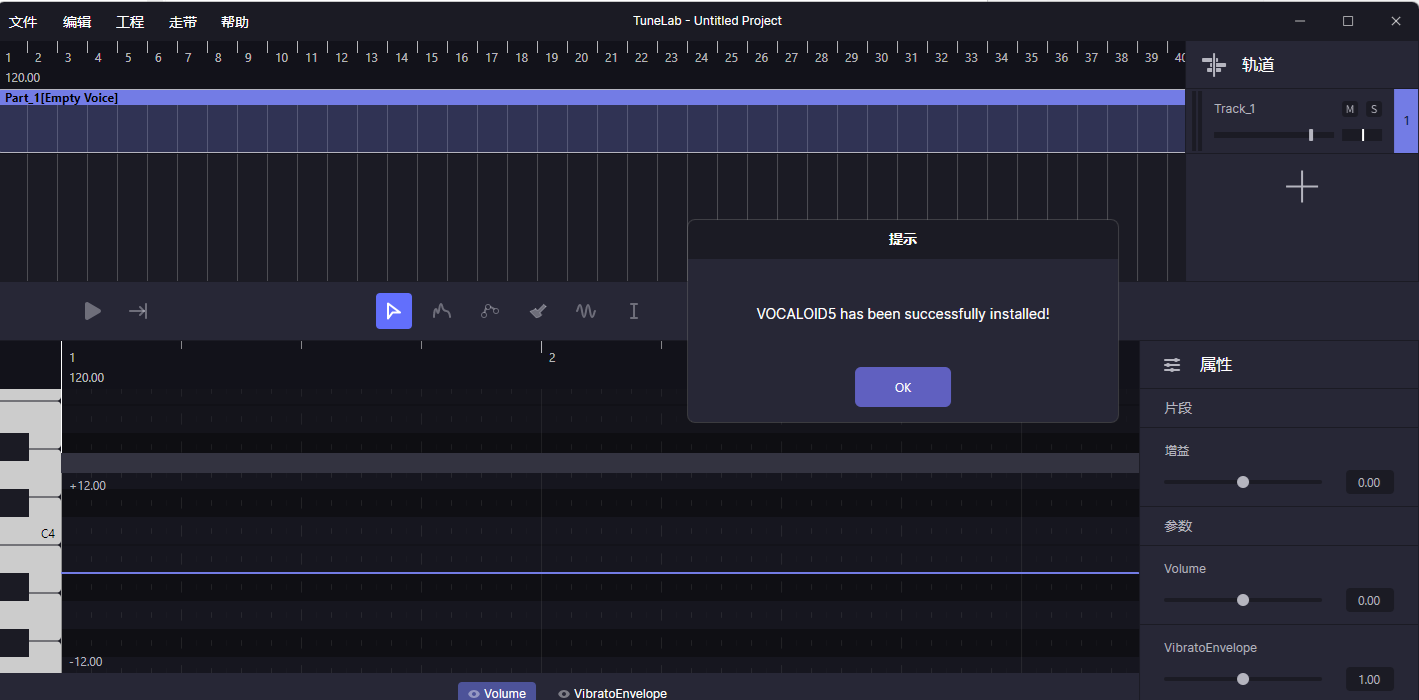 文件 编辑 工程 走带 帮助 TuneLab - Untitled Project
1 2 3 4 5 6 7 8 9 10 11 12 13 14 15 16 17 18 19 20 21 22 23 24 25 26 27 28 29 30 31 32 33 34 35 36 37 38 39 40
120.00
轨道
Part_1[Empty Voice]
Track_1 M S
1
提示
VOCALOID5 has been successfully installed!
OK
1 2
120.00
属性
片段
增益
0.00
+12.00
C4
参数
Volume
0.00
VibratoEnvelope
-12.00
1.00
Volume VibratoEnvelope